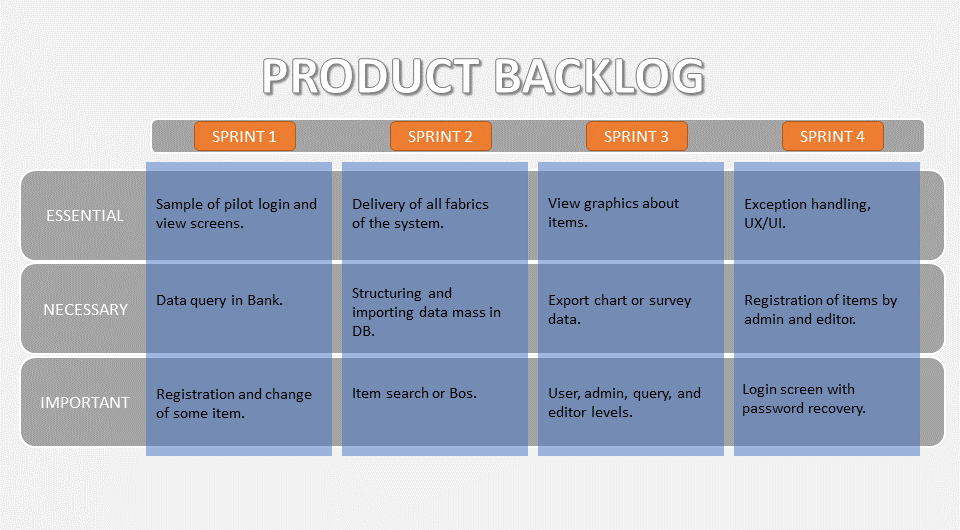 PRODUCT BACKLOG
SPRINT 1
SPRINT 2
SPRINT 3
SPRINT 4
ESSENTIAL
Sample of pilot login and
view screens.
Delivery of all fabrics
of the system.
View graphics about
items.
Exception handling,
UX/UI.
NECESSARY
Data query in Bank.
Structuring and
importing data mass in
DB.
Export chart or survey
data.
Registration of items by
admin and editor.
IMPORTANT
Registration and change
of some item.
Item search or Bos.
User, admin, query, and
editor levels.
Login screen with
password recovery.